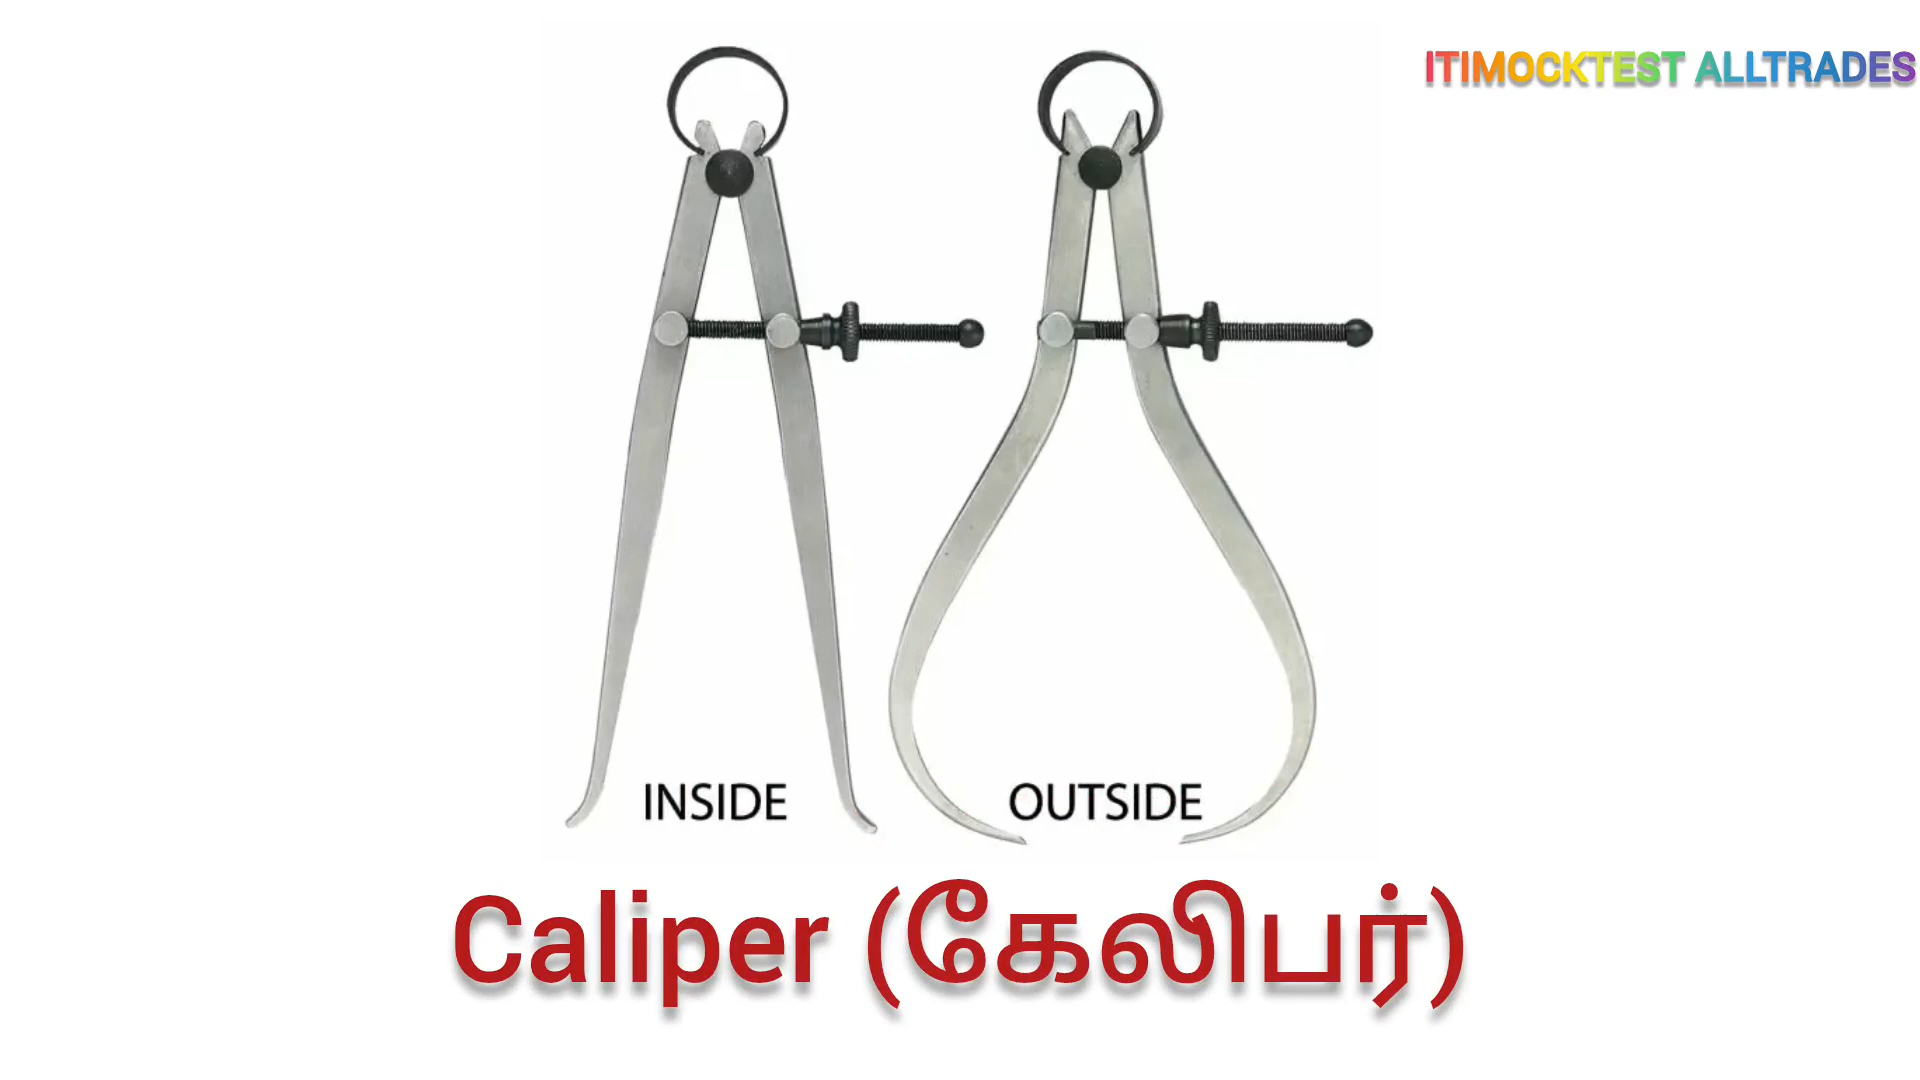 ITIMOCKTEST ALLTRADES
INSIDE
OUTSIDE
Caliper (கேலிபர்)